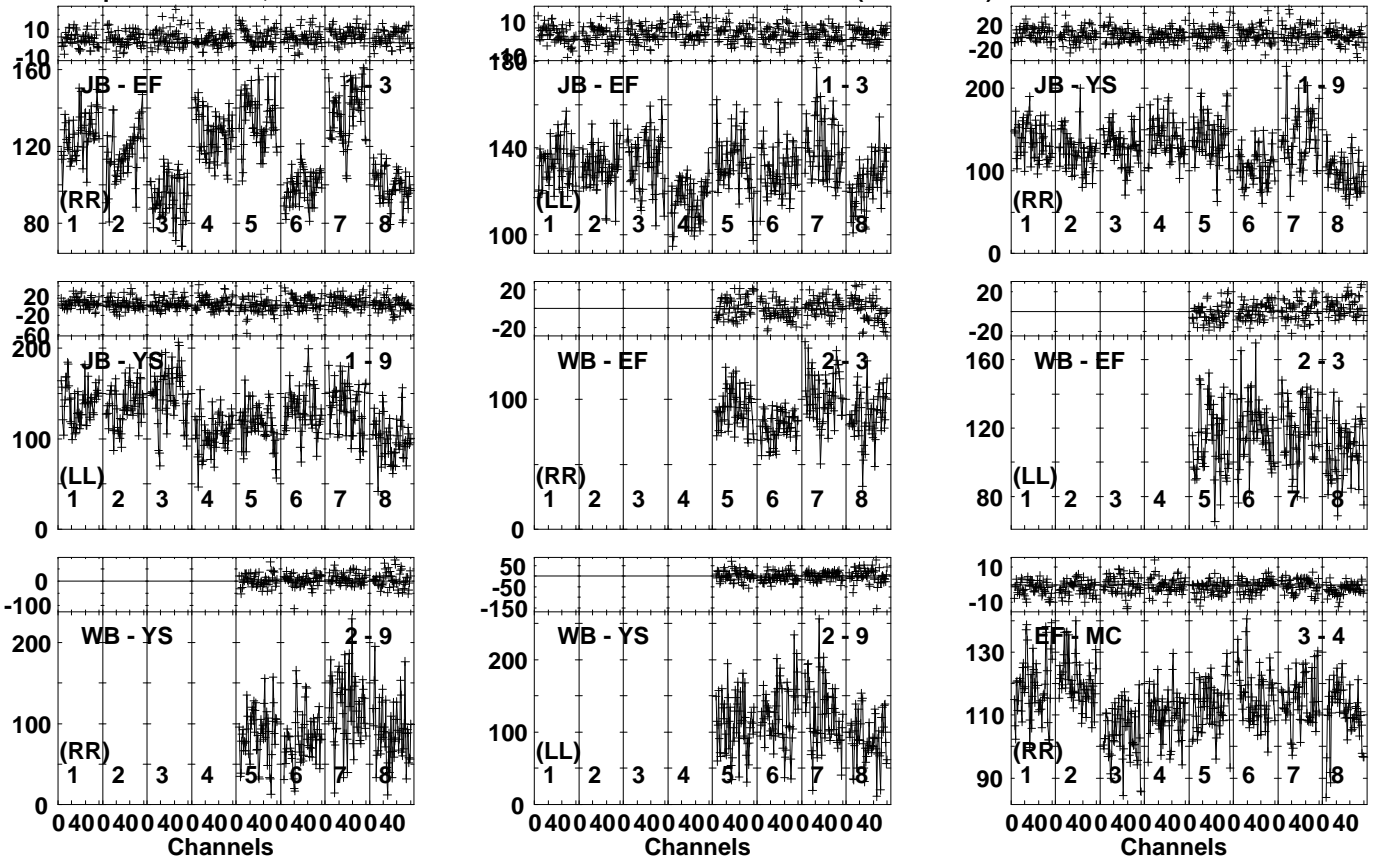 10 10 20
-10 -10 -20
160 JB - EF 1 - 3 180 JB - EF 1 - 3 200 JB - YS 1 - 9
120 140 100
80 (RR) 100 (LL) 0 (RR)
1 2 3 4 5 6 7 8 1 2 3 4 5 6 7 8 1 2 3 4 5 6 7 8
20 20 20
-20 -20 -20
-60
200 JB - YS 1 - 9 WB - EF 2 - 3 160 WB - EF 2 - 3
100 100 120
(LL) (RR) 80 (LL)
1 2 3 4 5 6 7 8 1 2 3 4 5 6 7 8 1 2 3 4 5 6 7 8
0 0
0 50 10
-100 -50 -10
-150
200 WB - YS 2 - 9 200 WB - YS 2 - 9 130 EF - MC 3 - 4
100 100 110
(RR) (LL) 90 (RR)
1 2 3 4 5 6 7 8 1 2 3 4 5 6 7 8 1 2 3 4 5 6 7 8
0 0
0 40 0 40 0 40 0 40 0 40 0 40 0 40 0 40 0 40 0 40 0 40 0 40 0 40 0 40 0 40 0 40 0 40 0 40 0 40 0 40 0 40 0 40 0 40 0 40
Channels Channels Channels